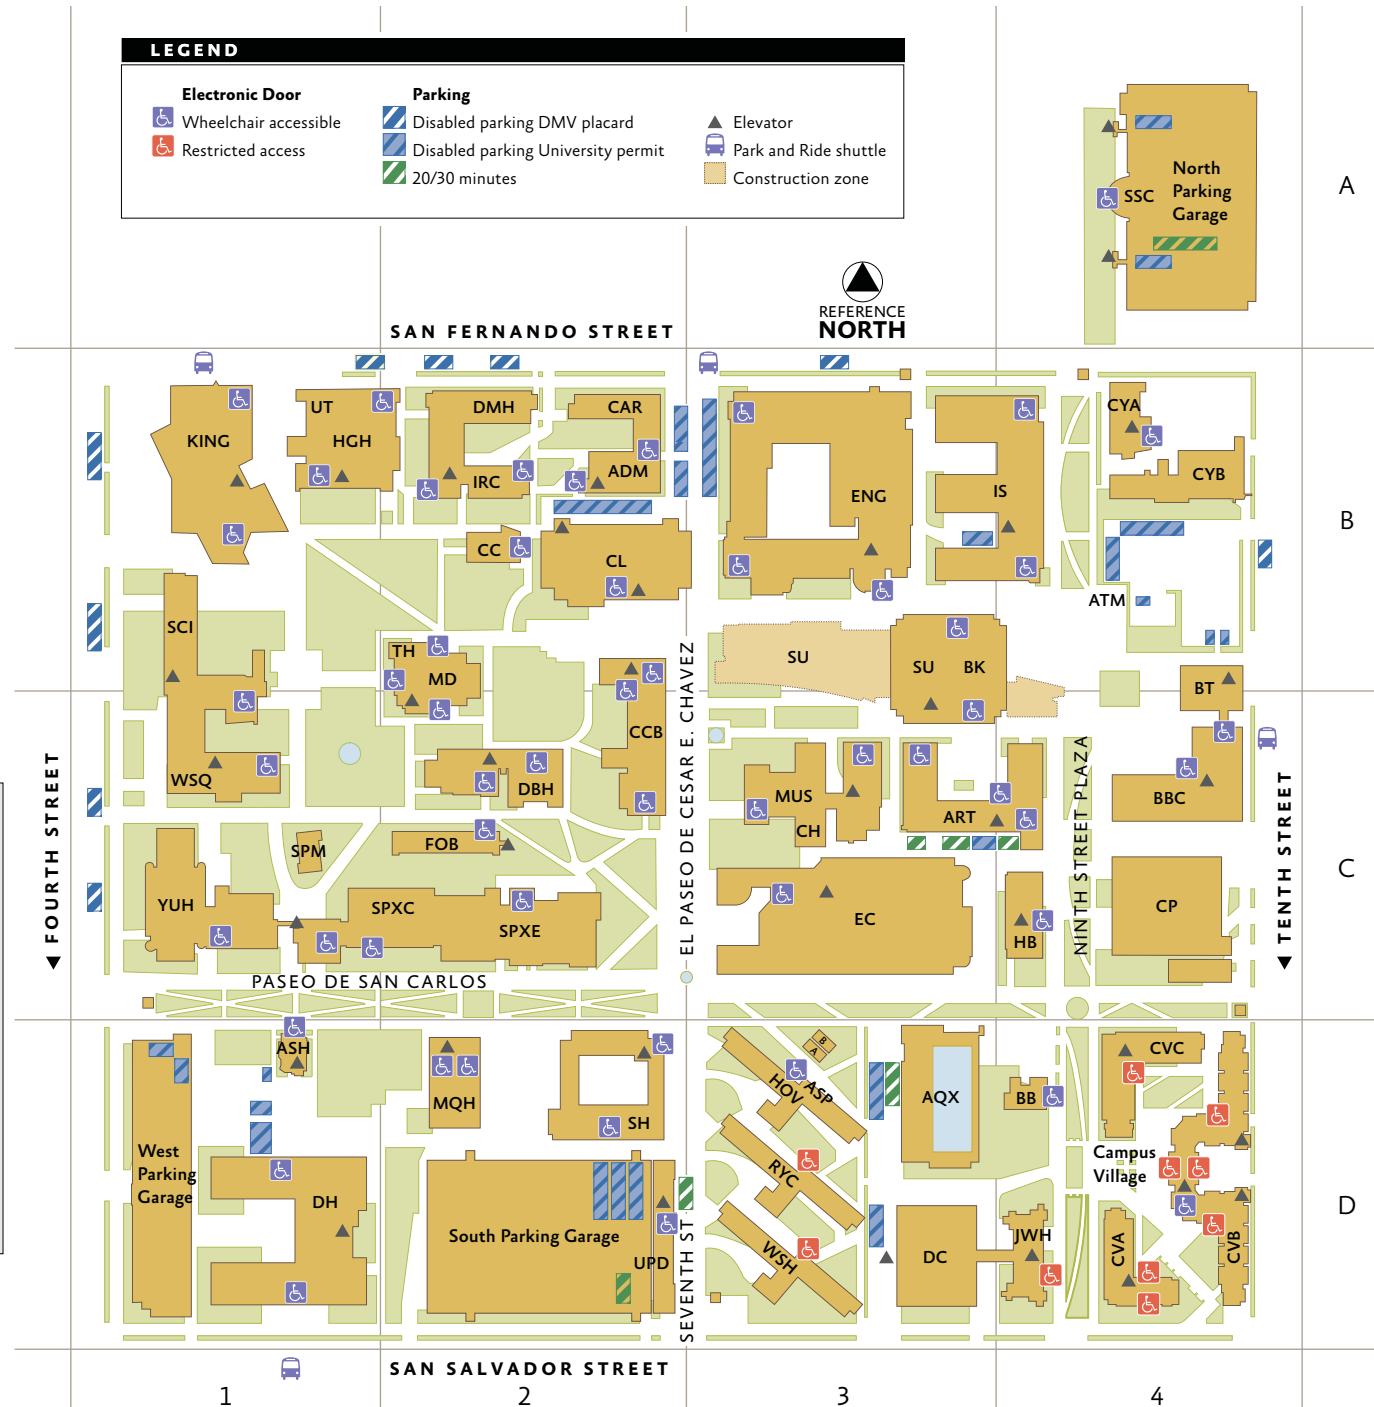 LEGEND
Electronic Door
Wheelchair accessible
Restricted access
Parking
Disabled parking DMV placard
Disabled parking University permit
20/30 minutes
Elevator
Park and Ride shuttle
Construction zone
A
SSC
North
Parking
Garage
REFERENCE
NORTH
SAN FERNANDO STREET
KING
UT
HGH
DMH
IRC
CAR
ADM
ENG
IS
CYA
CYB
B
CC
CL
ATM
SCI
TH
MD
SU
SU
BK
BT
EL PASEO DE CESAR E. CHAVEZ
CCB
WSQ
DBH
MUS
CH
ART
BBC
FOURTH STREET
NINTH STREET PLAZA
TENTH STREET
SPM
FOB
C
YUH
SPXC
SPXE
EC
HB
CP
PASEO DE SAN CARLOS
ASH
MQH
SH
B
A
HOV
ASP
AQX
BB
CVC
West
Parking
Garage
DH
RYC
Campus
Village
D
South Parking Garage
UPD
SEVENTH ST
WSH
DC
JWH
CVA
CVB
SAN SALVADOR STREET
1
2
3
4